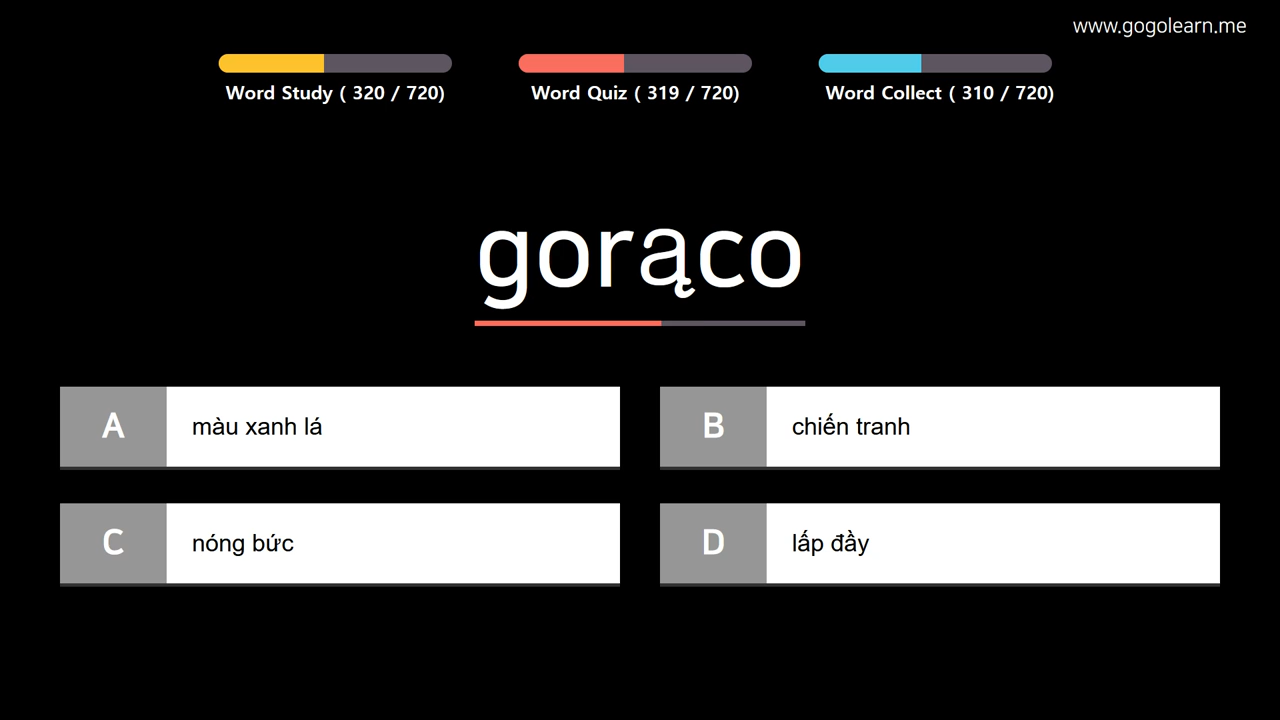 www.gogolearn.me
Word Study ( 320 / 720)
Word Quiz ( 319 / 720)
Word Collect ( 310 / 720)
gorąco
A
màu xanh lá
B
chiến tranh
C
nóng bức
D
lấp đầy